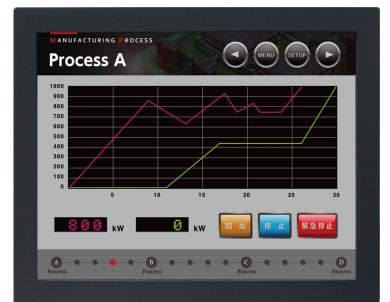 MANUFACTURING PROCESS
Process A
MENU
SETUP
1000
900
800
700
600
500
400
300
200
100
0
5 10 15 20 25 30
800 kW 0 kW 開始 停止 緊急停止
A B C D
Process Process Process Process